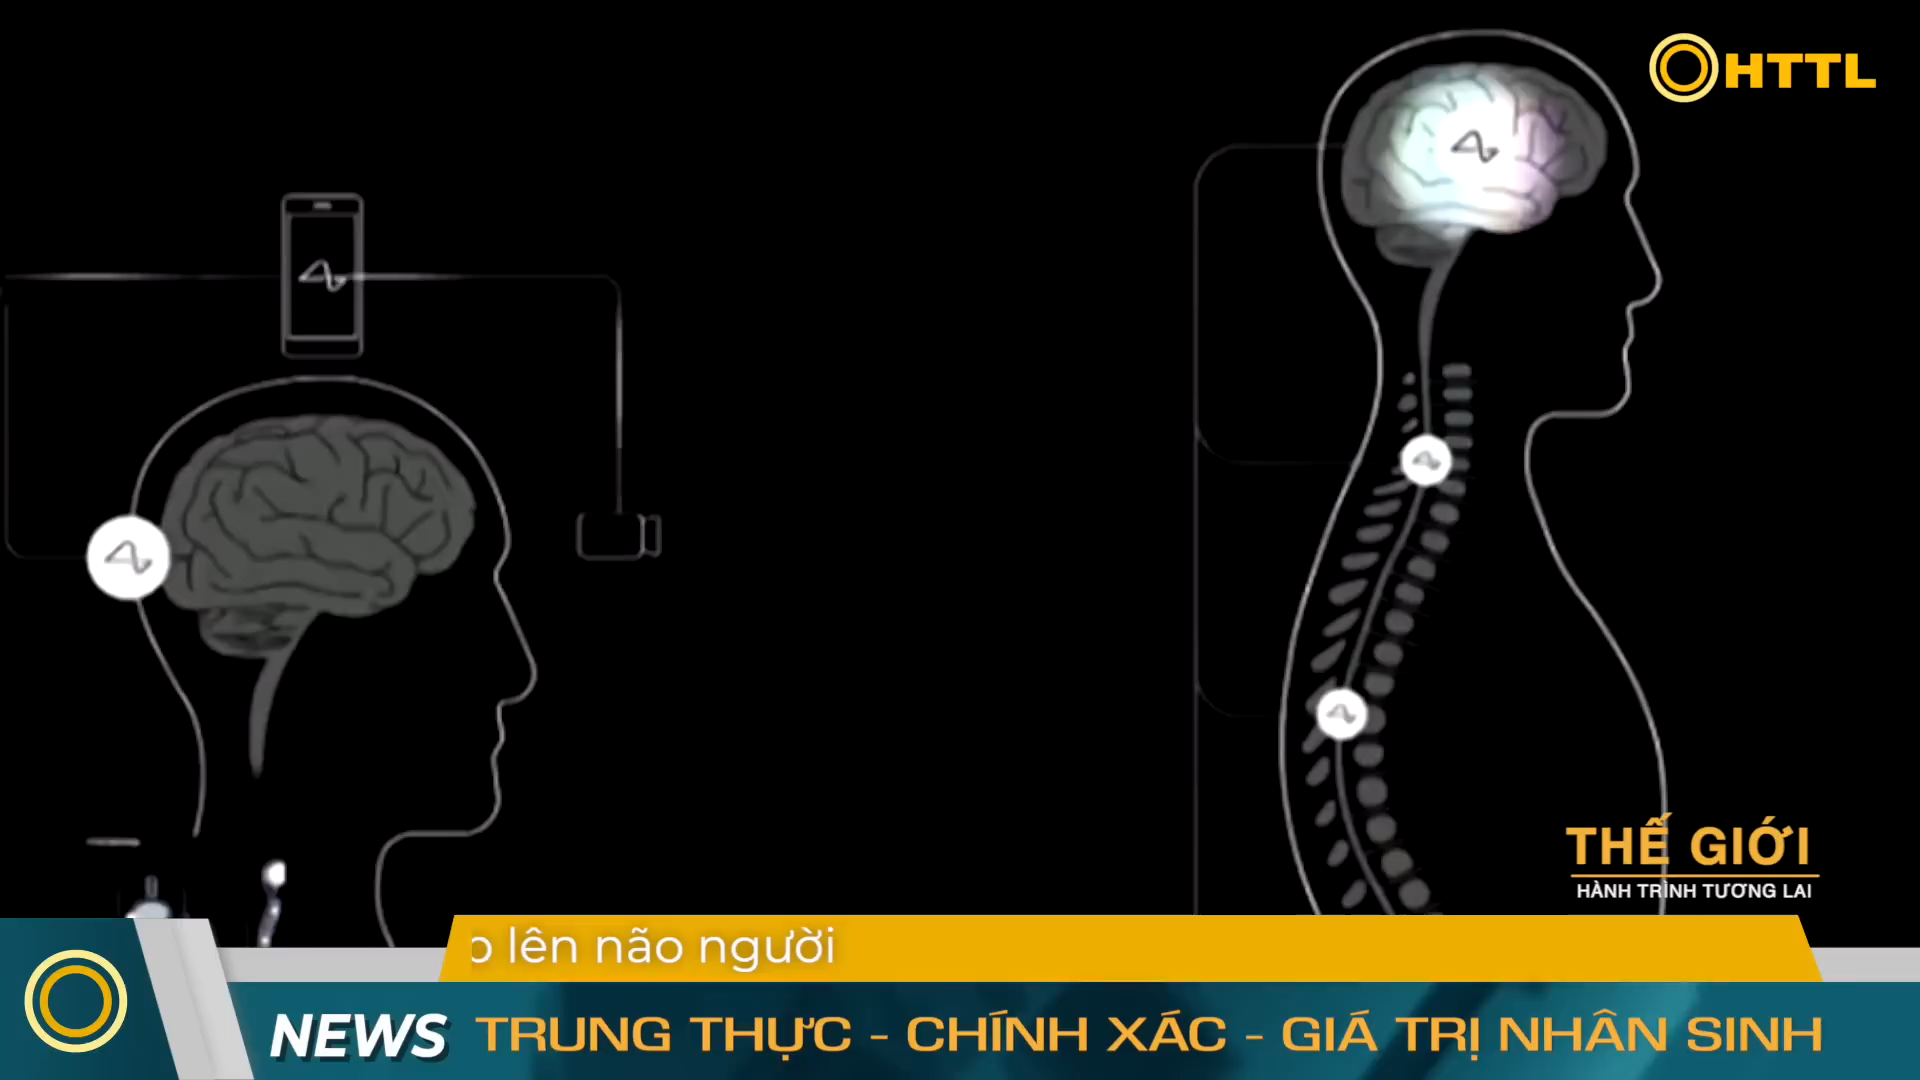 HTTL
THẾ GIỚI
HÀNH TRÌNH TƯƠNG LAI
lên não người
NEWS
TRUNG THỰC - CHÍNH XÁC - GIÁ TRỊ NHÂN SINH